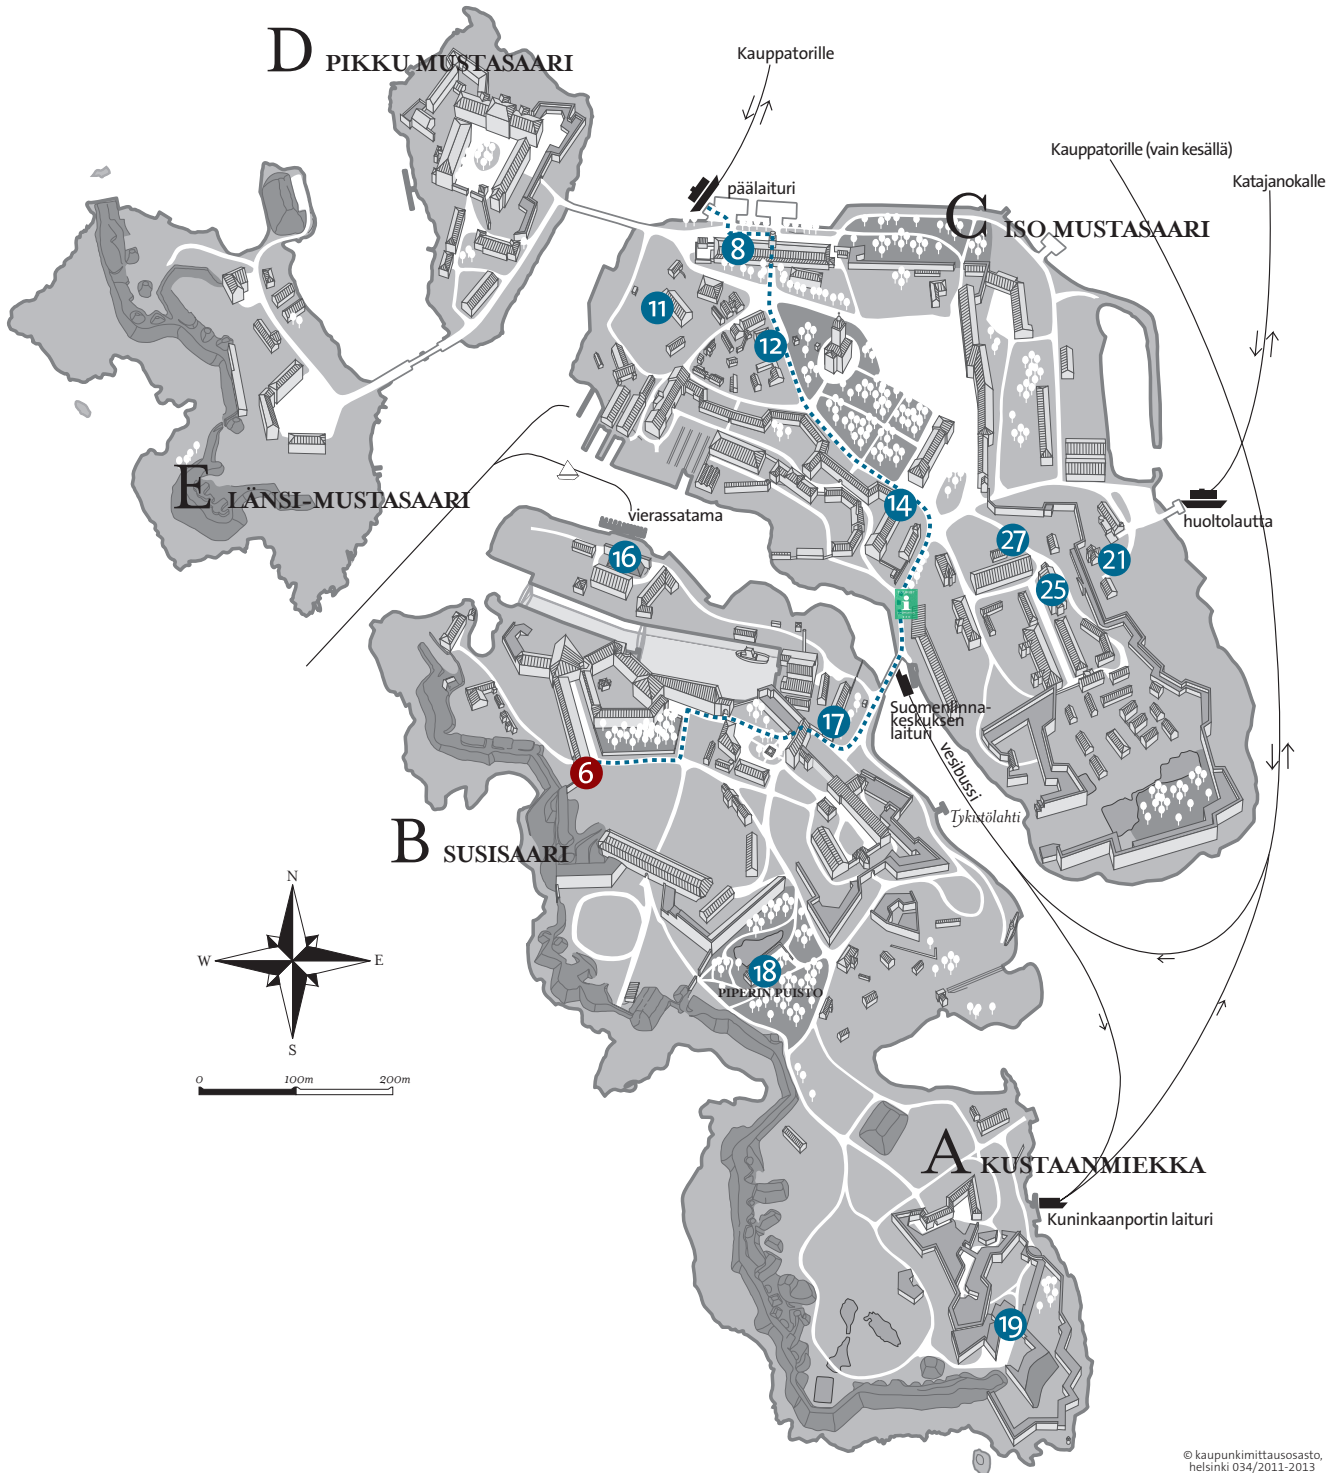 D PIKKU MUSTASAARI
Kauppatorille
Kauppatorille (vain kesällä)
Katajanokalle
päälaituri
C ISO MUSTASAARI
8
11
12
E LÄNSI-MUSTASAARI
vierassatama
14
huoltolautta
27
21
16
25
i
17
Suomenlinna-
keskuksen
laituri
vesibussi
6
Tykistölahti
B SUSISAARI
N
W
E
S
18
PIPERIN PUISTO
0 100m 200m
A KUSTAANMIEKKA
Kuninkaanportin laituri
19
© kaupunkimittausosasto,
helsinki 034/2011-2013